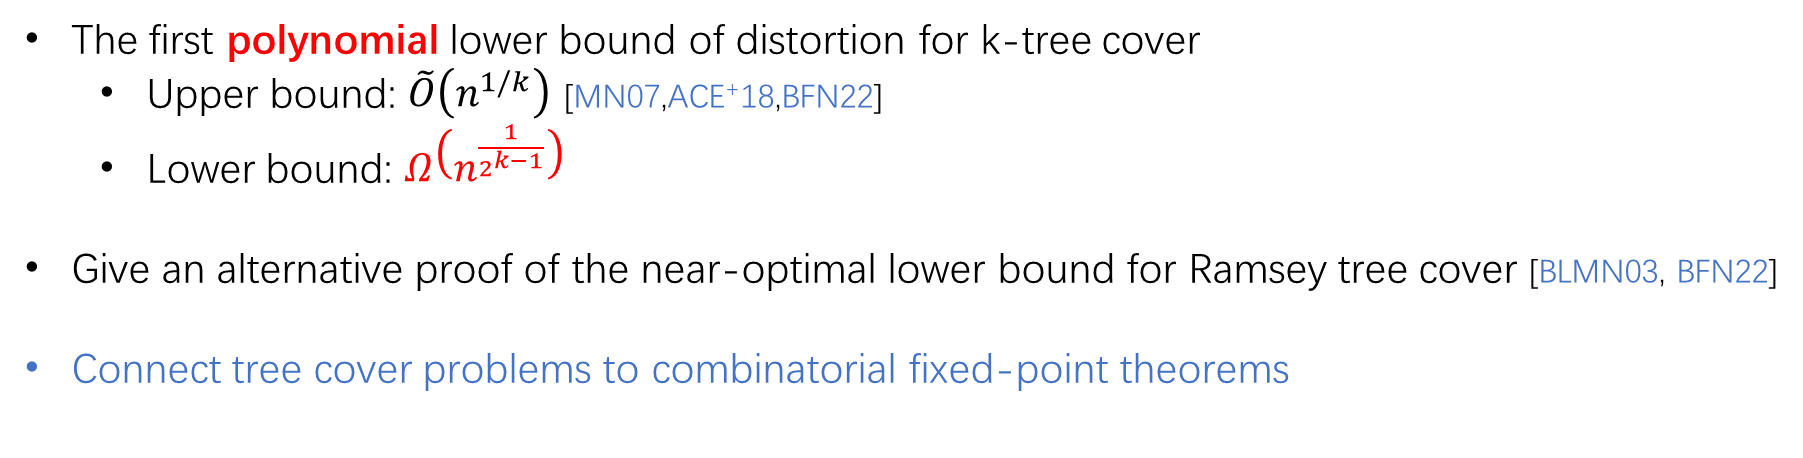 • The first polynomial lower bound of distortion for k-tree cover
• Upper bound: Õ(n^{1/k}) [MN07,ACE⁺18,BFN22]
• Lower bound: Ω(n^{\frac{1}{2^{k-1}}})
• Give an alternative proof of the near-optimal lower bound for Ramsey tree cover [BLMN03, BFN22]
• Connect tree cover problems to combinatorial fixed-point theorems